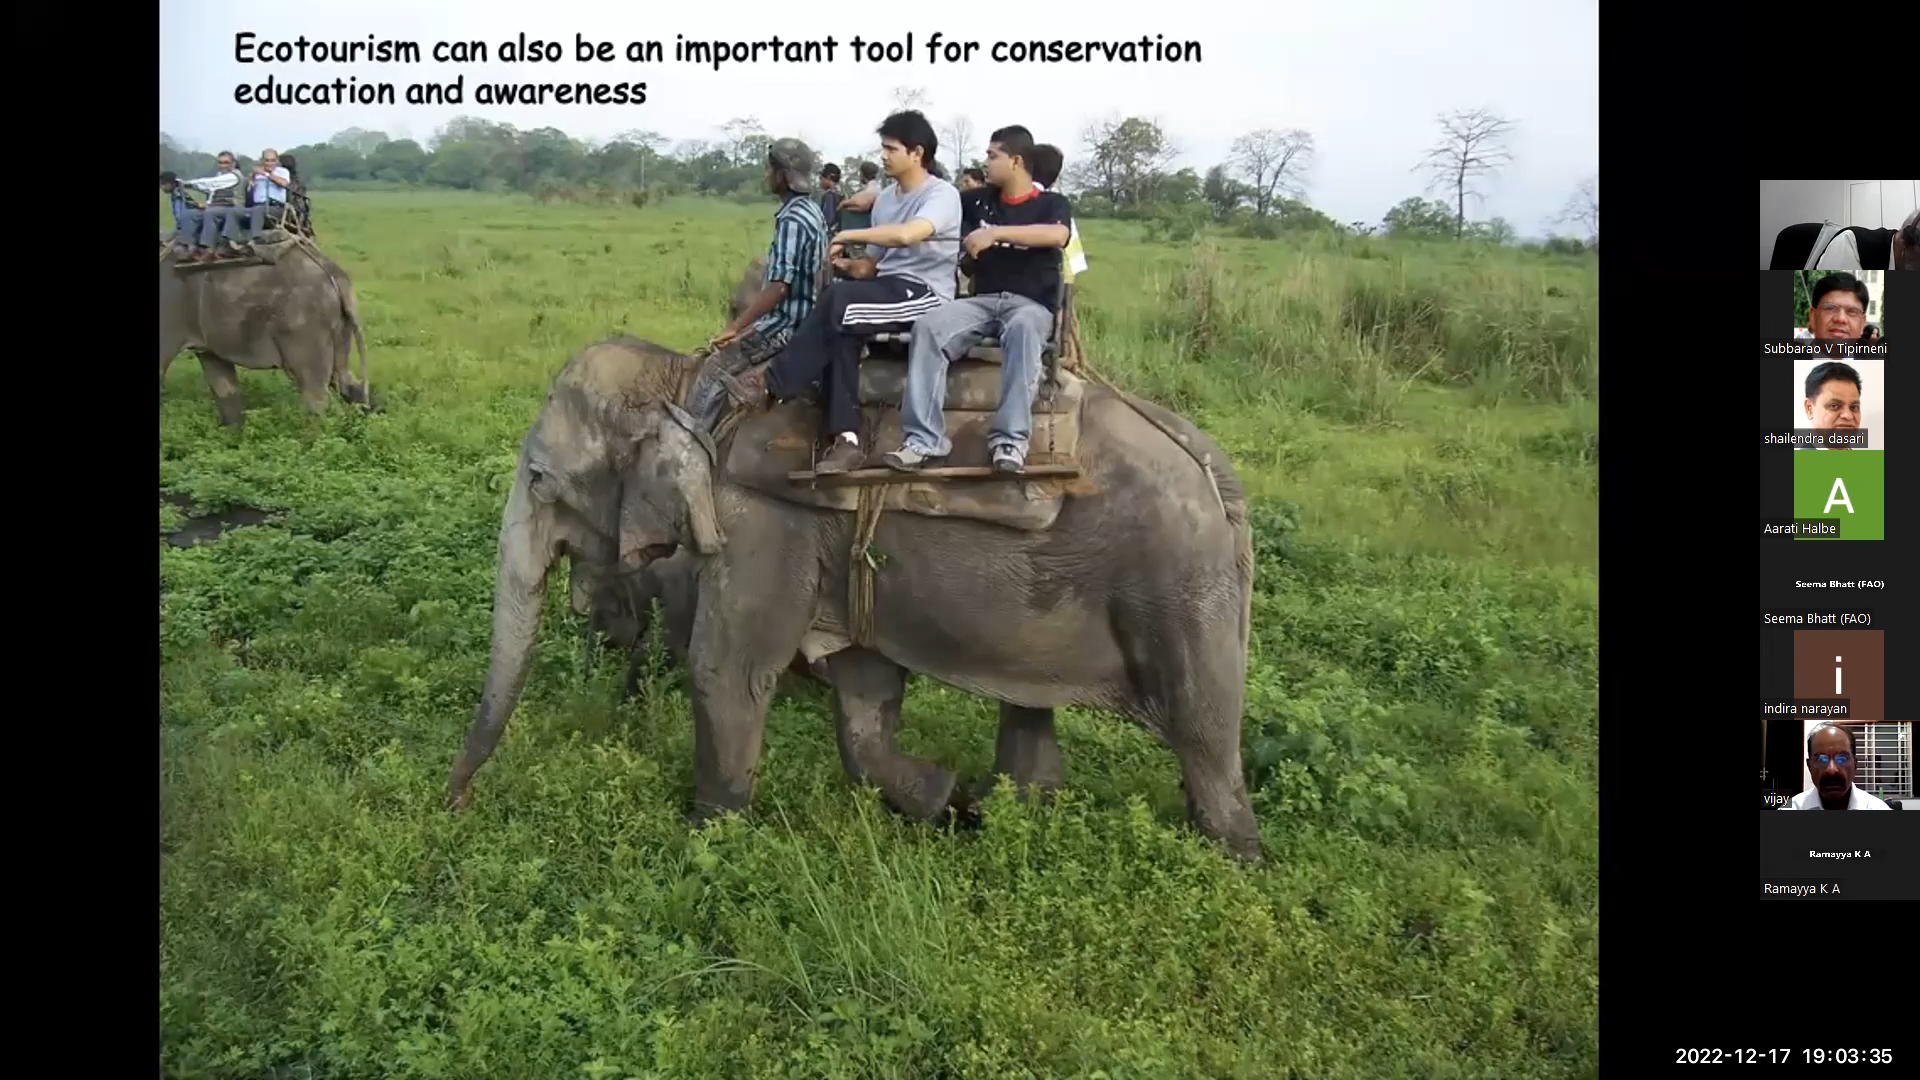 Ecotourism can also be an important tool for conservation
education and awareness
Subbarao V Tipirneni
shailendra dasari
A
Aarati Halbe
Seema Bhatt (FAO)
Seema Bhatt (FAO)
i
indira narayan
vijay
Ramayya K A
Ramayya K A
2022-12-17 19:03:35